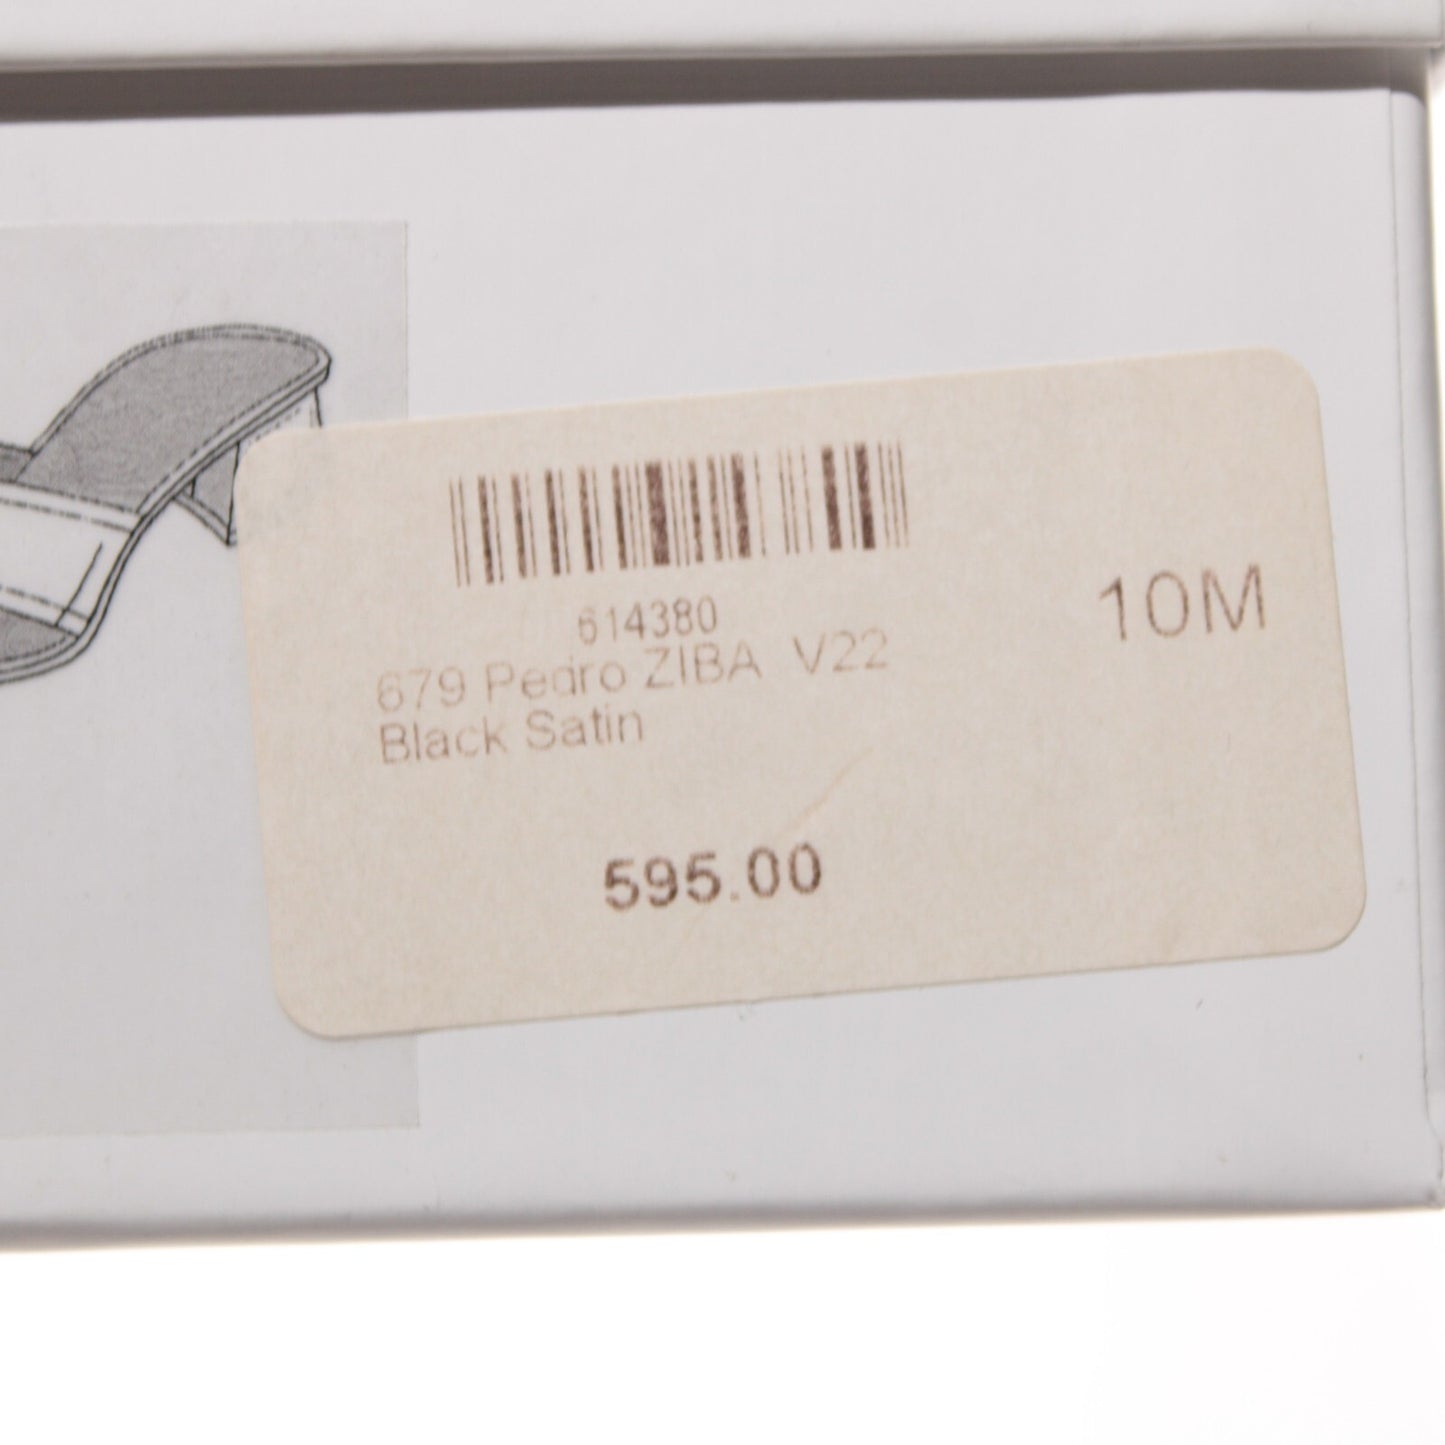 614380
679 Pedro ZIBA V22
Black Satin
10M
595.00